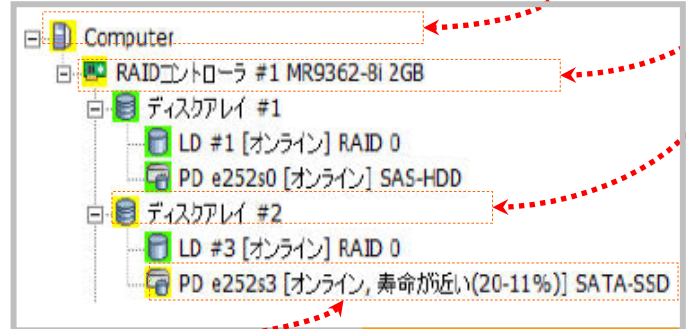 Computer
RAIDコントローラ #1 MR9362-8i 2GB
ディスクアレイ #1
LD #1 [オンライン] RAID 0
PD e252s0 [オンライン] SAS-HDD
ディスクアレイ #2
LD #3 [オンライン] RAID 0
PD e252s3 [オンライン, 寿命が近い(20-11%)] SATA-SSD